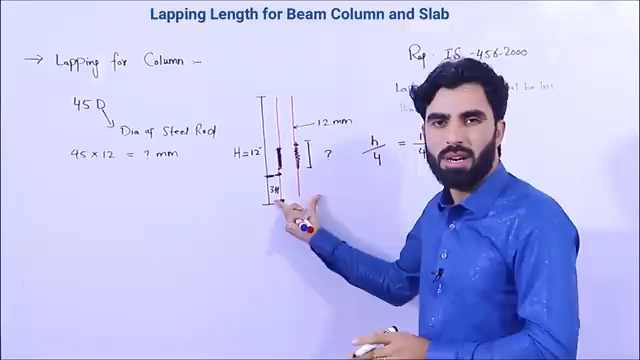 Lapping Length for Beam Column and Slab
→ Lapping for Column -
Ref. IS -456-2000
45 D
Dia of Steel Rod
45 × 12 = ? mm
12 mm
H = 12'
?
h/4 =
3ft